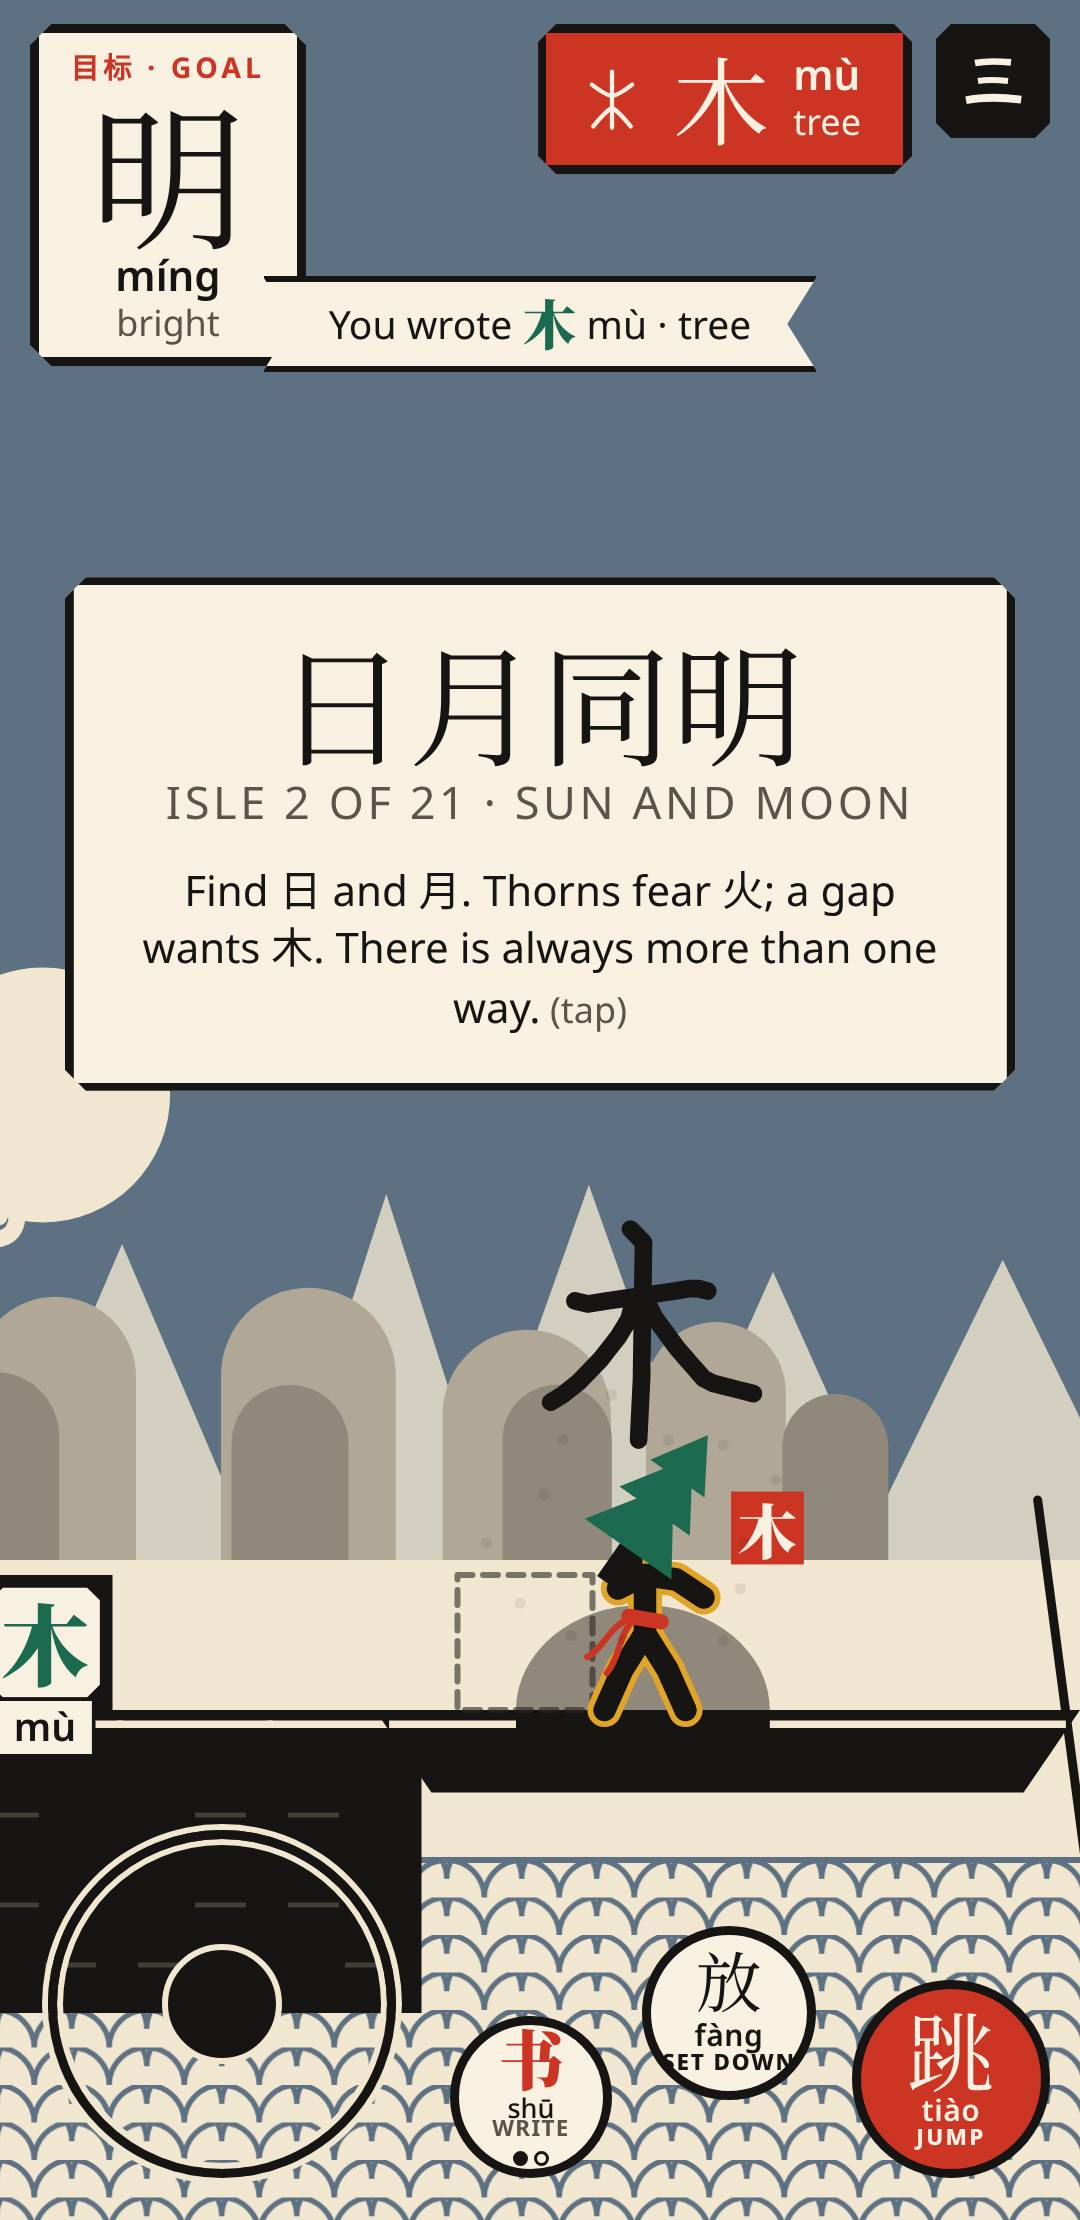 目标 · GOAL
明
míng
bright
木 mù
tree
三
You wrote 木 mù · tree
日月同明
ISLE 2 OF 21 · SUN AND MOON
Find 日 and 月. Thorns fear 火; a gap
wants 木. There is always more than one
way. (tap)
木
木
木
mù
放
fàng
SET DOWN
书
shū
WRITE
跳
tiào
JUMP